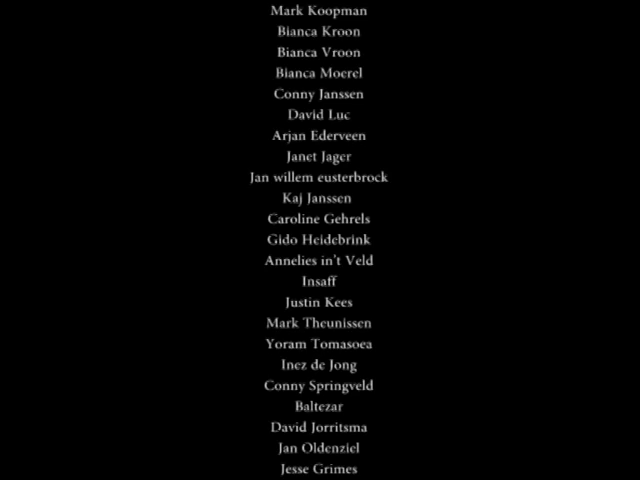 Mark Koopman
Bianca Kroon
Bianca Vroon
Bianca Moerel
Conny Janssen
David Luc
Arjan Ederveen
Janet Jager
Jan willem eusterbrock
Kaj Janssen
Caroline Gehrels
Gido Heidebrink
Annelies in't Veld
Insaff
Justin Kees
Mark Theunissen
Yoram Tomasoea
Inez de Jong
Conny Springveld
Baltezar
David Jorritsma
Jan Oldenziel
Jesse Grimes